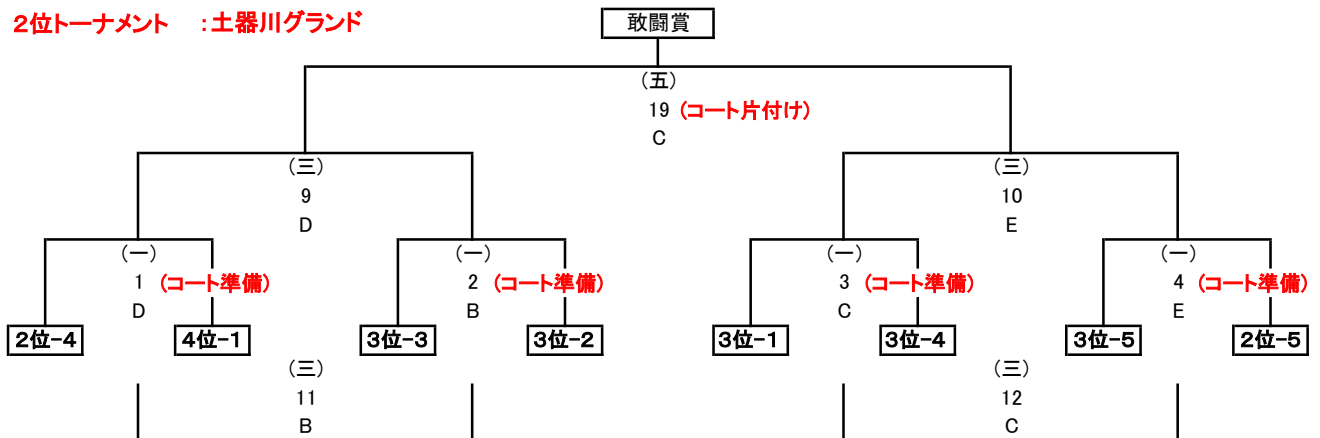 ２位トーナメント　：土器川グランド
敢闘賞
（五）
19 (コート片付け)
C
（三） （三）
9 10
D E
（一） （一） （一） （一）
1 (コート準備) 2 (コート準備) 3 (コート準備) 4 (コート準備)
D B C E
２位－４ ４位－１ ３位－３ ３位－２ ３位－１ ３位－４ ３位－５ ２位－５
（三） （三）
11 12
B C